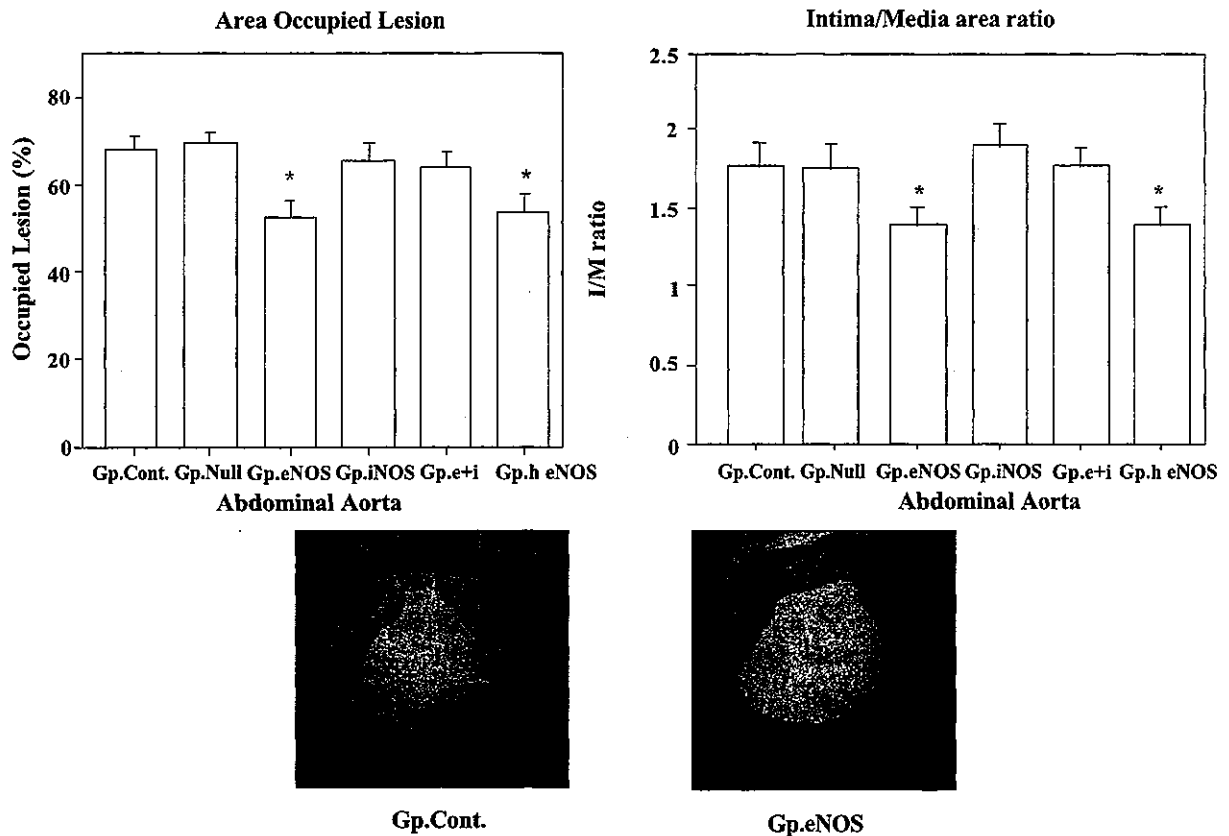 Area Occupied Lesion
Occupied Lesion (%)
80
60
40
20
0
*
*
Gp.Cont. Gp.Null Gp.eNOS Gp.iNOS Gp.e+i Gp.h eNOS
Abdominal Aorta
Intima/Media area ratio
I/M ratio
2.5
2
1.5
1
0.5
0
*
*
Gp.Cont. Gp.Null Gp.eNOS Gp.iNOS Gp.e+i Gp.h eNOS
Abdominal Aorta
Gp.Cont.
Gp.eNOS